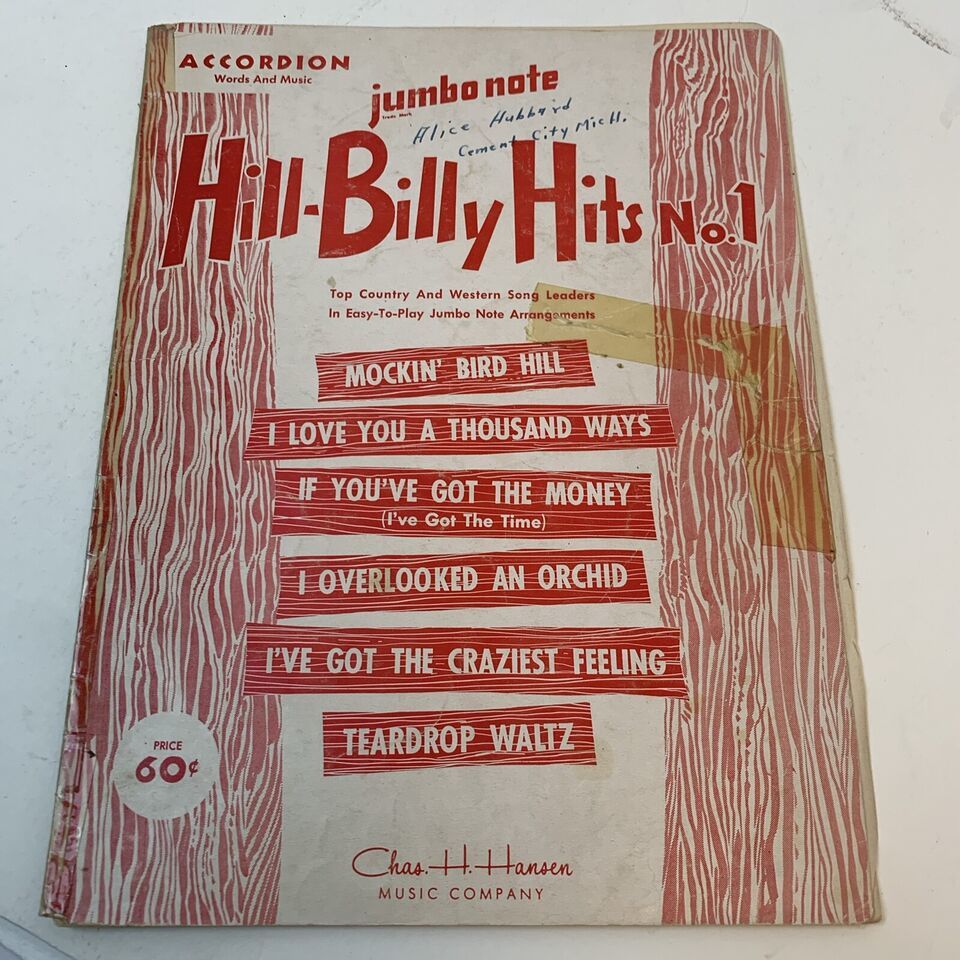 ACCORDION
Words And Music
jumbo note
Trade Mark
Alice Hubbard
Cement City Mich.
Hill-Billy Hits No.1
Top Country And Western Song Leaders
In Easy-To-Play Jumbo Note Arrangements
MOCKIN' BIRD HILL
I LOVE YOU A THOUSAND WAYS
IF YOU'VE GOT THE MONEY
(I've Got The Time)
I OVERLOOKED AN ORCHID
I'VE GOT THE CRAZIEST FEELING
TEARDROP WALTZ
PRICE
60¢
Chas. H. Hansen
MUSIC COMPANY